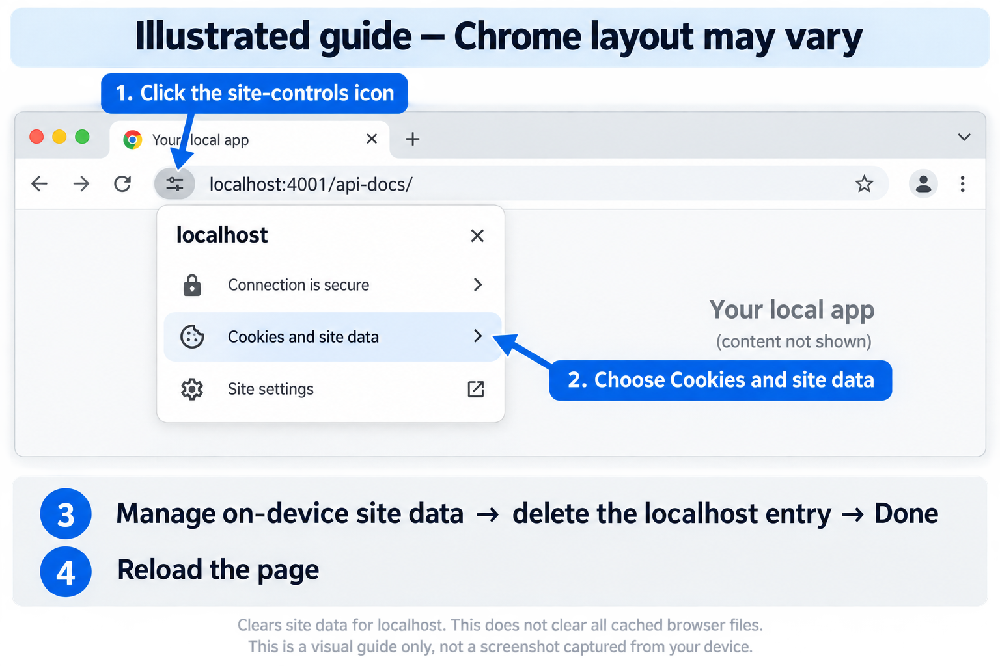 Illustrated guide — Chrome layout may vary
1. Click the site-controls icon
Your local app
localhost:4001/api-docs/
localhost
Connection is secure
Cookies and site data
Site settings
Your local app
(content not shown)
2. Choose Cookies and site data
3 Manage on-device site data → delete the localhost entry → Done
4 Reload the page
Clears site data for localhost. This does not clear all cached browser files.
This is a visual guide only, not a screenshot captured from your device.